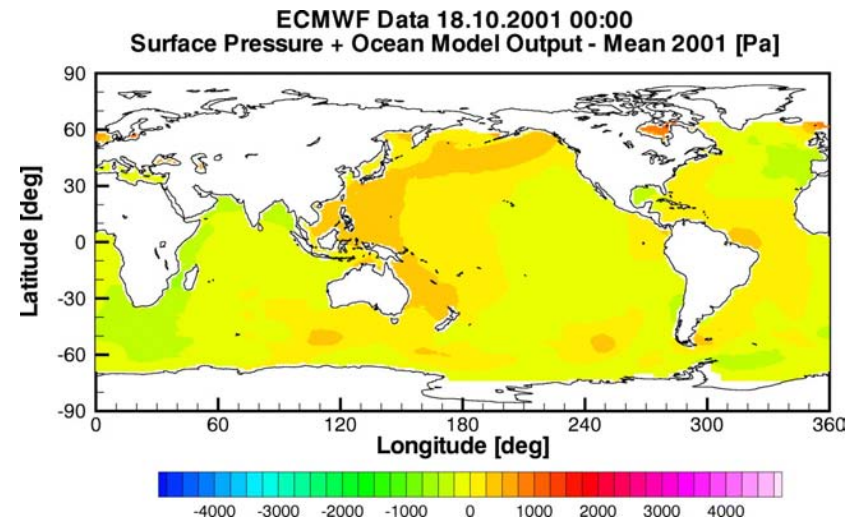 ECMWF Data 18.10.2001 00:00
Surface Pressure + Ocean Model Output - Mean 2001 [Pa]
Latitude [deg]
90
60
30
0
-30
-60
-90
0 60 120 180 240 300 360
Longitude [deg]
-4000 -3000 -2000 -1000 0 1000 2000 3000 4000